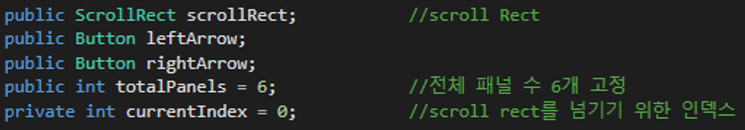 public ScrollRect scrollRect; //scroll Rect
public Button leftArrow;
public Button rightArrow;
public int totalPanels = 6; //전체 패널 수 6개 고정
private int currentIndex = 0; //scroll rect를 넘기기 위한 인덱스